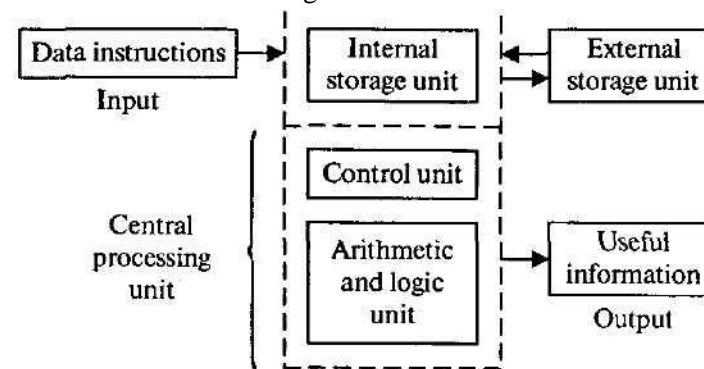 Data instructions
Input
Internal
storage unit
External
storage unit
Central
processing
unit
Control unit
Arithmetic
and logic
unit
Useful
information
Output